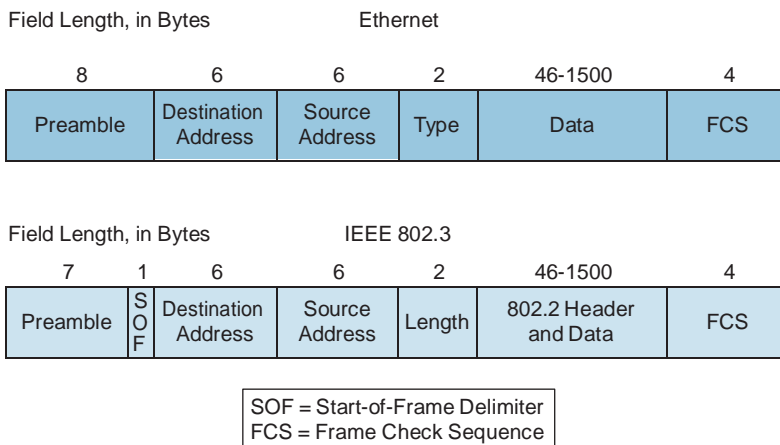 Field Length, in Bytes Ethernet
8 6 6 2 46-1500 4
Preamble Destination Address Source Address Type Data FCS
Field Length, in Bytes IEEE 802.3
7 1 6 6 2 46-1500 4
Preamble SOF Destination Address Source Address Length 802.2 Header and Data FCS
SOF = Start-of-Frame Delimiter
FCS = Frame Check Sequence